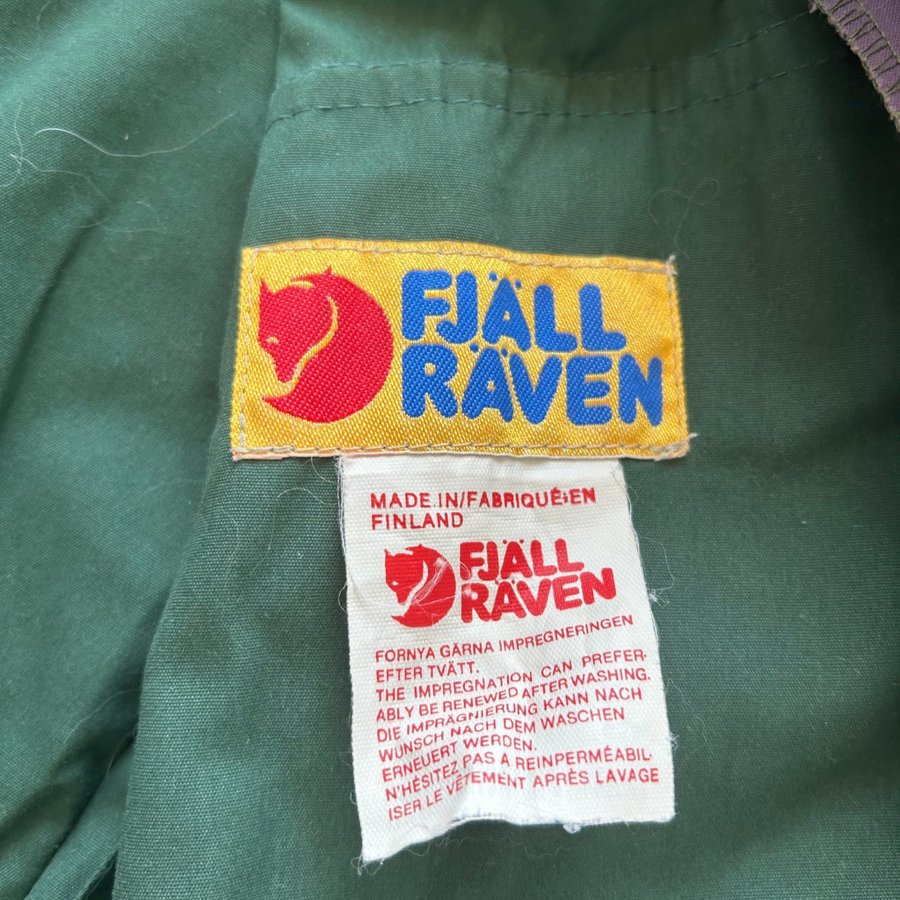 FJÄLL
RÄVEN
MADE IN/FABRIQUÉ EN
FINLAND
FJÄLL
RÄVEN
FORNYA GÄRNA IMPREGNERINGEN
EFTER TVÄTT.
THE IMPREGNATION CAN PREFER-
ABLY BE RENEWED AFTER WASHING.
DIE IMPRÄGNIERUNG KANN NACH
WUNSCH NACH DEM WASCHEN
ERNEUERT WERDEN.
N'HÉSITEZ PAS A REINPERMÉABIL-
ISER LE VÊTEMENT APRÈS LAVAGE